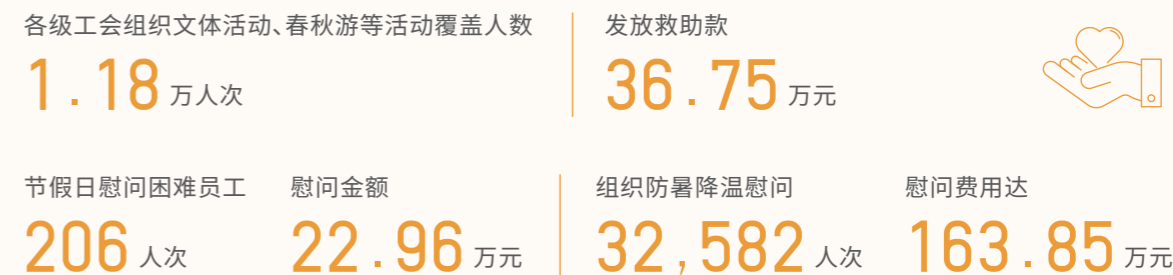 各级工会组织文体活动、春秋游等活动覆盖人数
1.18 万人次
发放救助款
36.75 万元
节假日慰问困难员工
206 人次
慰问金额
22.96 万元
组织防暑降温慰问
32,582 人次
慰问费用达
163.85 万元